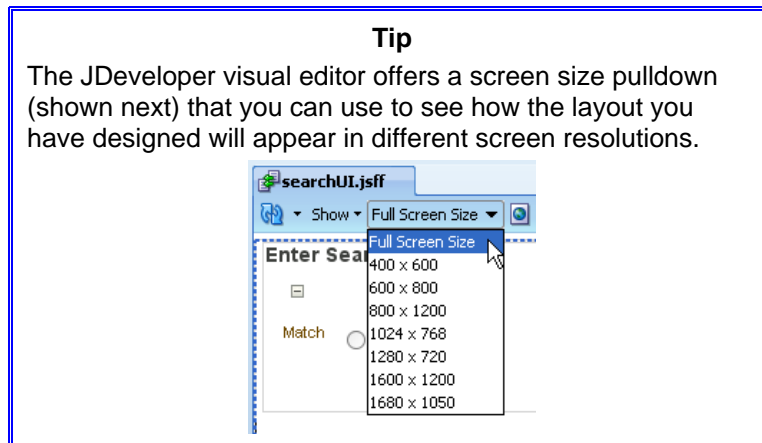 Tip
The JDeveloper visual editor offers a screen size pulldown
(shown next) that you can use to see how the layout you
have designed will appear in different screen resolutions.
searchUI.jsff
Show Full Screen Size
Full Screen Size
Enter Sear
400 x 600
600 x 800
800 x 1200
Match
1024 x 768
1280 x 720
1600 x 1200
1680 x 1050